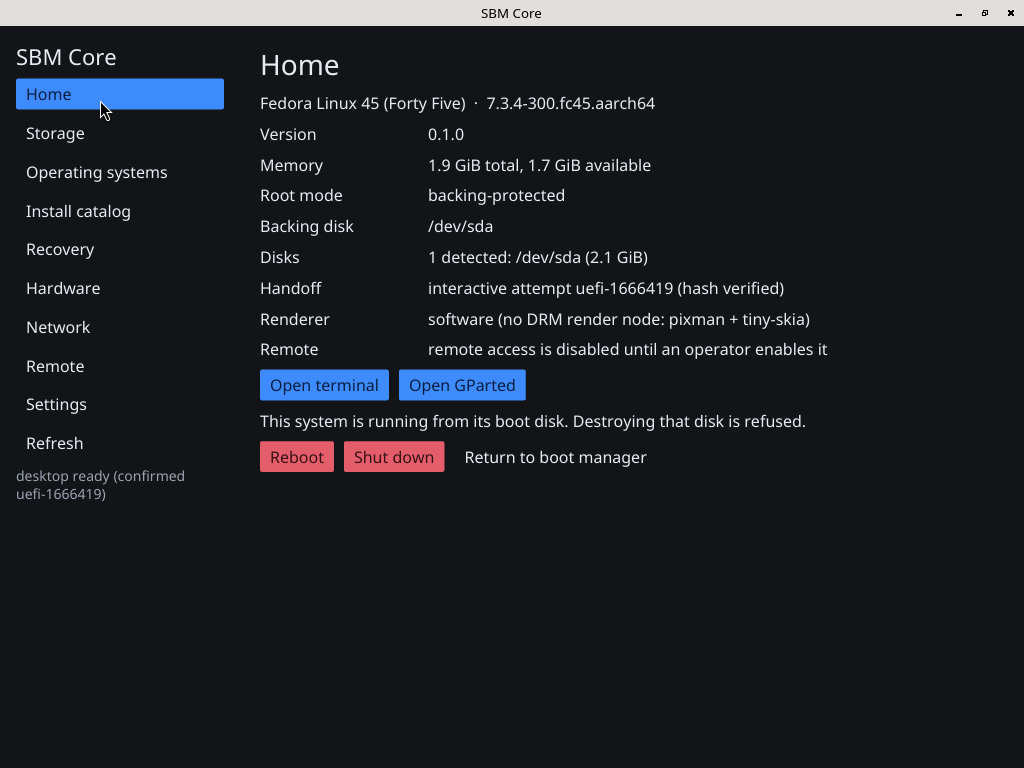 SBM Core
SBM Core
Home
Storage
Operating systems
Install catalog
Recovery
Hardware
Network
Remote
Settings
Refresh
desktop ready (confirmed
uefi-1666419)
Home
Fedora Linux 45 (Forty Five) · 7.3.4-300.fc45.aarch64
Version 0.1.0
Memory 1.9 GiB total, 1.7 GiB available
Root mode backing-protected
Backing disk /dev/sda
Disks 1 detected: /dev/sda (2.1 GiB)
Handoff interactive attempt uefi-1666419 (hash verified)
Renderer software (no DRM render node: pixman + tiny-skia)
Remote remote access is disabled until an operator enables it
Open terminal Open GParted
This system is running from its boot disk. Destroying that disk is refused.
Reboot Shut down Return to boot manager